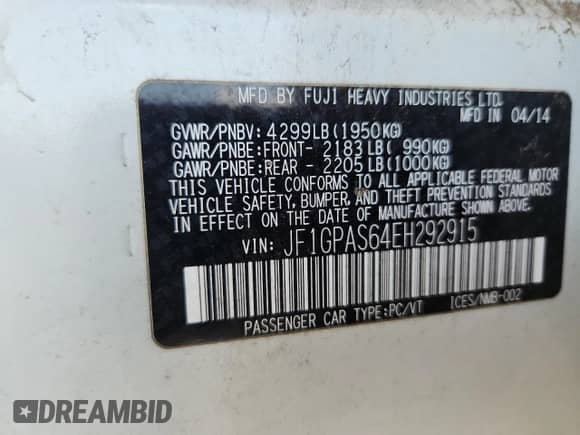 MFD BY FUJI HEAVY INDUSTRIES LTD.
MFD IN 04/14
GVWR/PNBV: 4299LB(1950KG)
GAWR/PNBE:FRONT- 2183LB( 990KG)
GAWR/PNBE:REAR - 2205LB(1000KG)
THIS VEHICLE CONFORMS TO ALL APPLICABLE FEDERAL MOTOR
VEHICLE SAFETY, BUMPER, AND THEFT PREVENTION STANDARDS
IN EFFECT ON THE DATE OF MANUFACTURE SHOWN ABOVE.
VIN: JF1GPAS64EH292915
PASSENGER CAR TYPE:PC/VT
ICES/NMB-002
DREAMBID